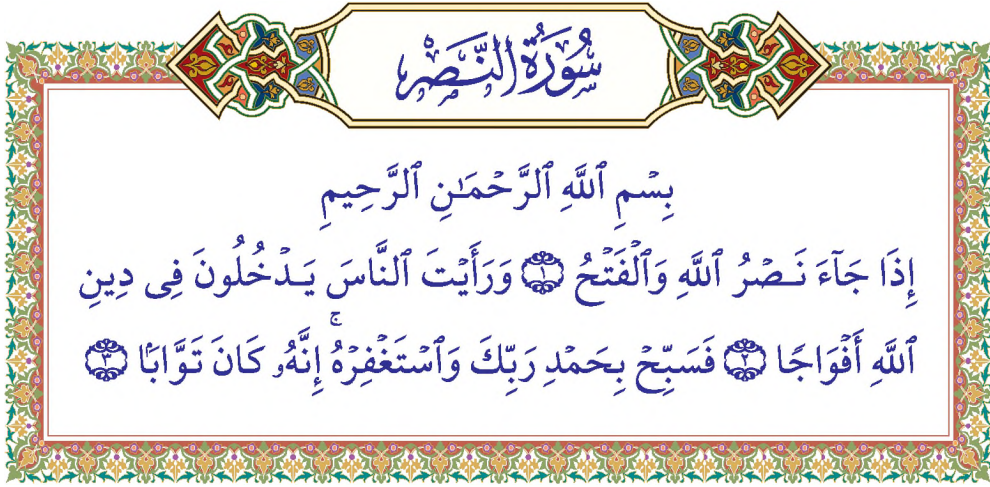 سُورَةُ النَّصْرِ
بِسۡمِ ٱللَّهِ ٱلرَّحۡمَـٰنِ ٱلرَّحِيمِ
إِذَا جَآءَ نَصۡرُ ٱللَّهِ وَٱلۡفَتۡحُ ۝١ وَرَأَيۡتَ ٱلنَّاسَ يَدۡخُلُونَ فِى دِينِ
ٱللَّهِ أَفۡوَاجًا ۝٢ فَسَبِّحۡ بِحَمۡدِ رَبِّكَ وَٱسۡتَغۡفِرۡهُۚ إِنَّهُۥ كَانَ تَوَّابَۢا ۝٣